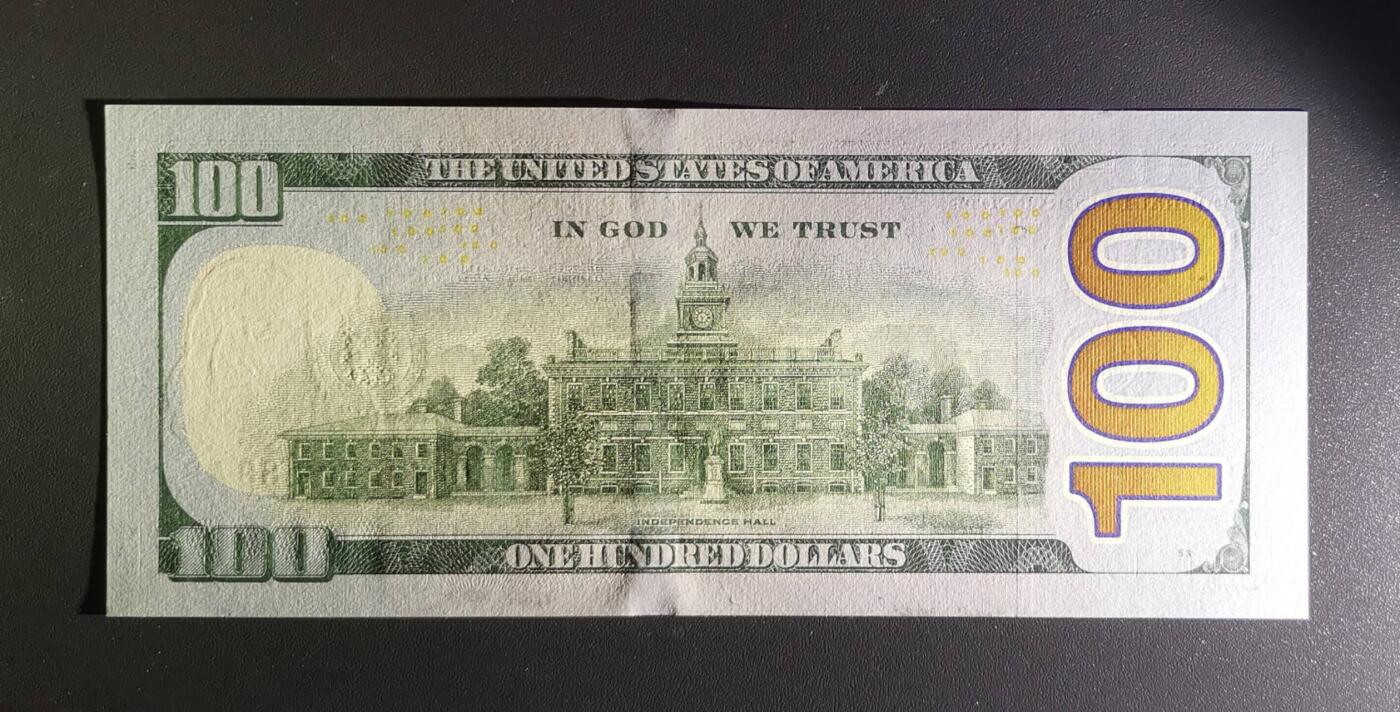 100
THE UNITED STATES OF AMERICA
IN GOD WE TRUST
100
INDEPENDENCE HALL
100
ONE HUNDRED DOLLARS